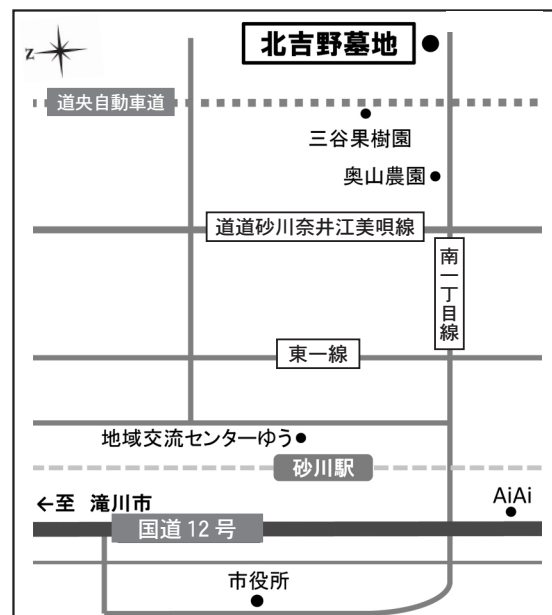 北吉野墓地
z
道央自動車道
三谷果樹園
奥山農園
道道砂川奈井江美唄線
南一丁目線
東一線
地域交流センターゆう
砂川駅
←至 滝川市
AiAi
国道12号
市役所